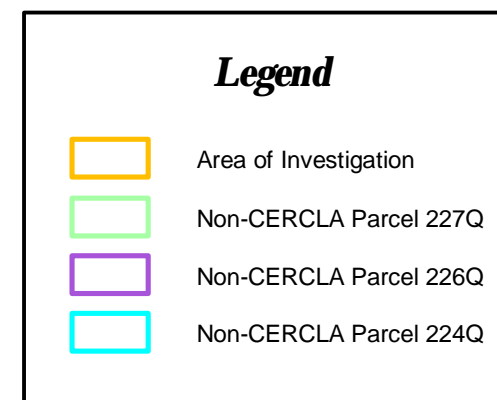 Legend
Area of Investigation
Non-CERCLA Parcel 227Q
Non-CERCLA Parcel 226Q
Non-CERCLA Parcel 224Q